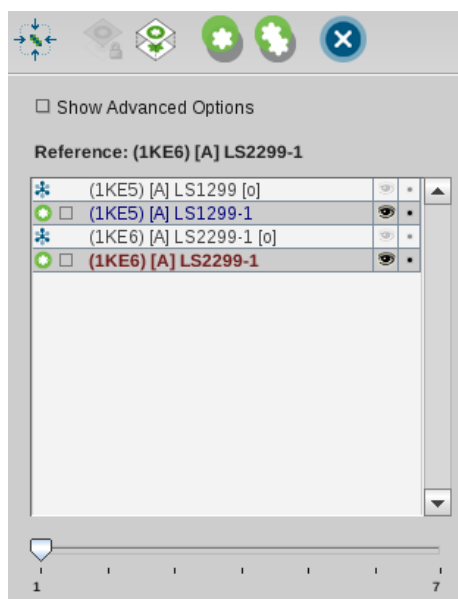 Show Advanced Options
Reference: (1KE6) [A] LS2299-1
(1KE5) [A] LS1299 [o]
(1KE5) [A] LS1299-1
(1KE6) [A] LS2299-1 [o]
(1KE6) [A] LS2299-1
1 7